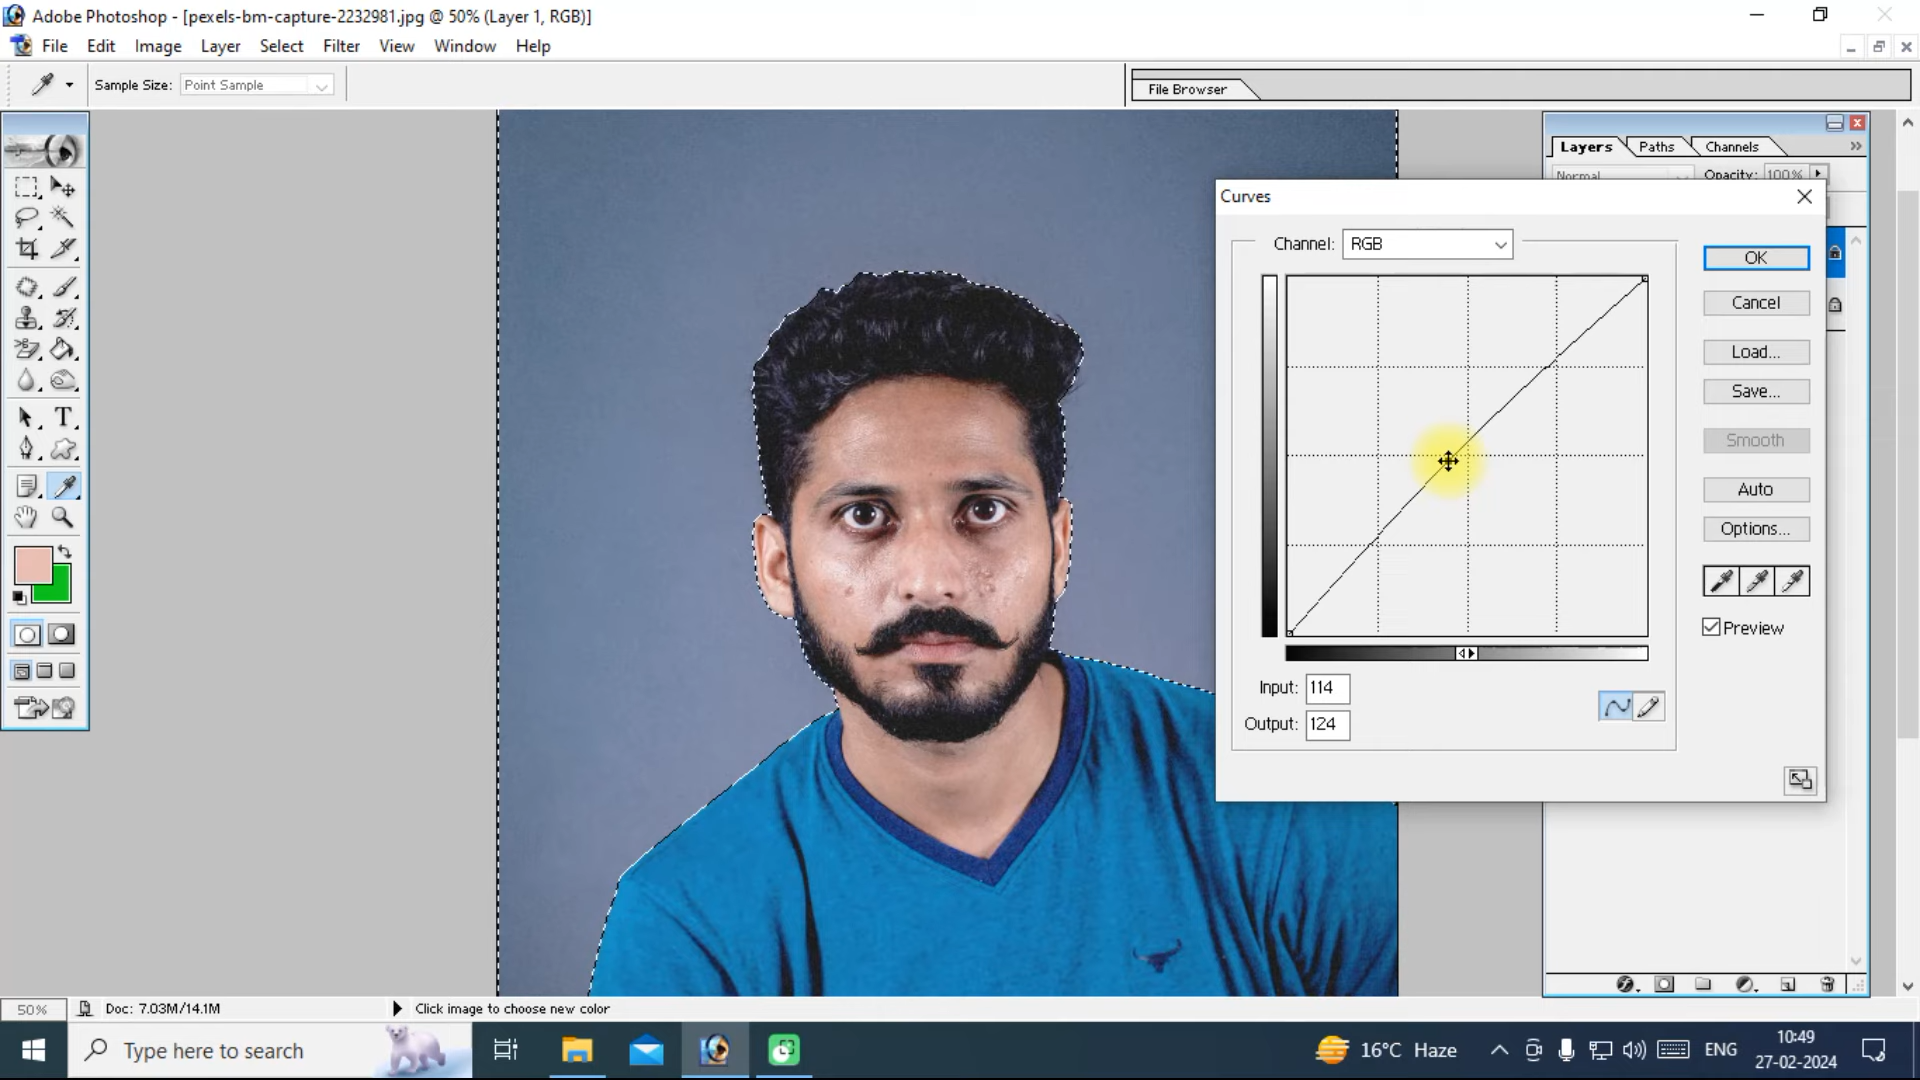 Adobe Photoshop - [pexels-bm-capture-2232981.jpg @ 50% (Layer 1, RGB)]
File Edit Image Layer Select Filter View Window Help
Sample Size: Point Sample
File Browser
Layers Paths Channels
Normal Opacity: 100%
Curves
Channel: RGB
OK
Cancel
Load...
Save...
Smooth
Auto
Options...
Preview
Input: 114
Output: 124
T
50% Doc: 7.03M/14.1M Click image to choose new color
Type here to search
16°C Haze
ENG
10:49
27-02-2024